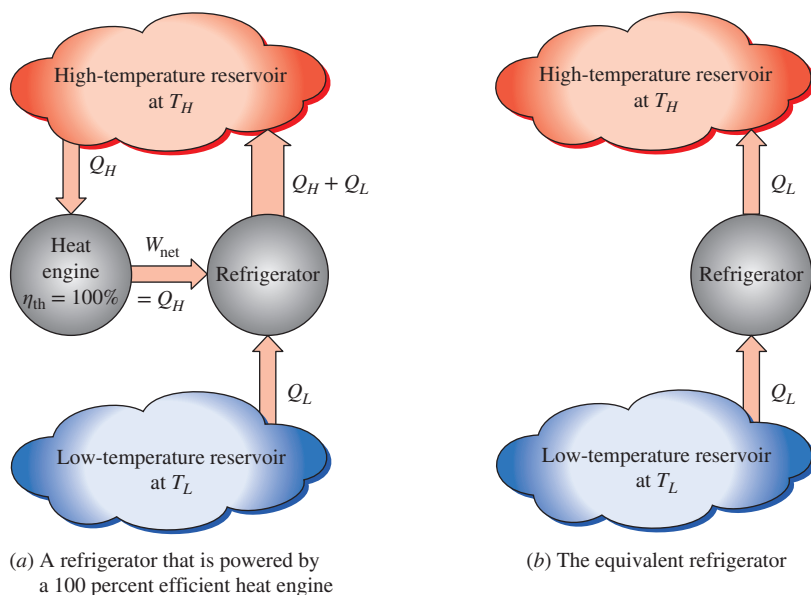 High-temperature reservoir
at T_H
Q_H
Q_H + Q_L
Heat
engine
η_th = 100%
W_net
= Q_H
Refrigerator
Q_L
Low-temperature reservoir
at T_L
(a) A refrigerator that is powered by
a 100 percent efficient heat engine
High-temperature reservoir
at T_H
Q_L
Refrigerator
Q_L
Low-temperature reservoir
at T_L
(b) The equivalent refrigerator